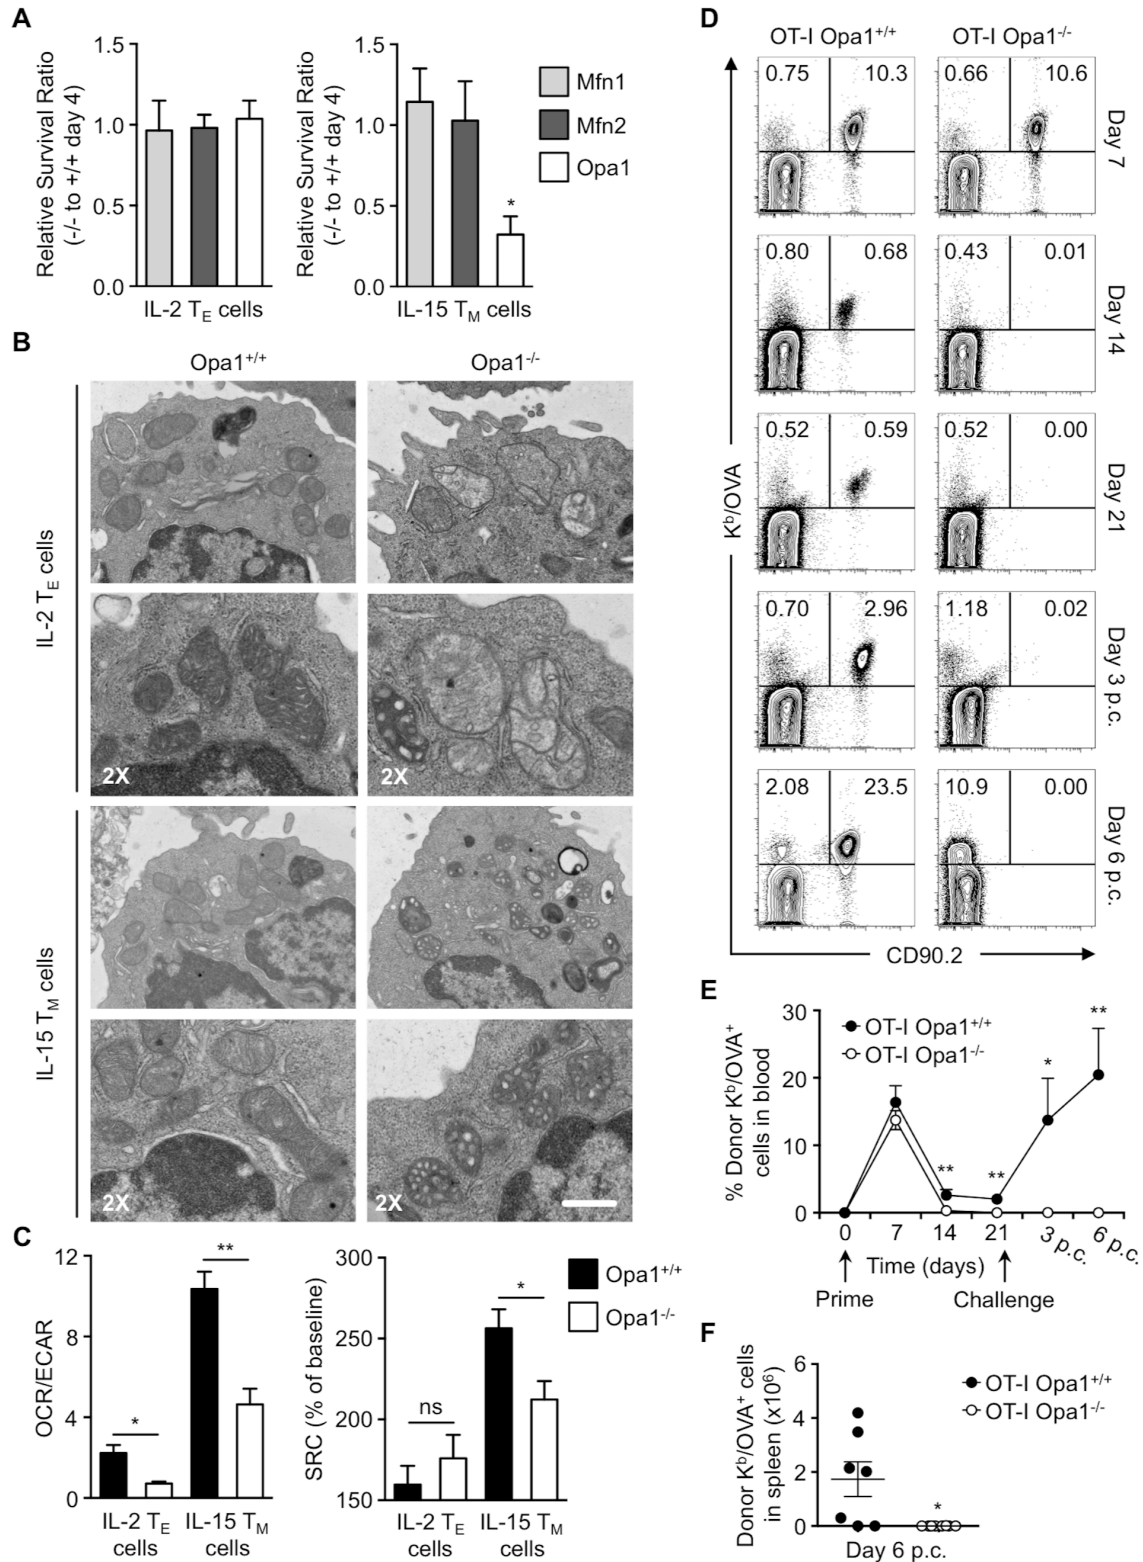 A
Relative Survival Ratio
(-/- to +/+ day 4)
1.5
1.0
0.5
0.0
IL-2 TE cells
Relative Survival Ratio
(-/- to +/+ day 4)
1.5
1.0
0.5
0.0
*
IL-15 TM cells
Mfn1
Mfn2
Opa1
B
Opa1+/+
Opa1-/-
IL-2 TE cells
2X
2X
IL-15 TM cells
2X
2X
C
OCR/ECAR
12
8
4
0
*
**
IL-2 TE
cells
IL-15 TM
cells
SRC (% of baseline)
300
250
200
150
ns
*
IL-2 TE
cells
IL-15 TM
cells
Opa1+/+
Opa1-/-
D
OT-I Opa1+/+
OT-I Opa1-/-
0.75
10.3
0.66
10.6
Day 7
0.80
0.68
0.43
0.01
Day 14
0.52
0.59
0.52
0.00
Day 21
0.70
2.96
1.18
0.02
Day 3 p.c.
2.08
23.5
10.9
0.00
Day 6 p.c.
Kb/OVA
CD90.2
E
% Donor Kb/OVA+
cells in blood
30
20
10
0
OT-I Opa1+/+
OT-I Opa1-/-
**
**
*
**
0
7
14
21
3 p.c.
6 p.c.
Time (days)
Prime
Challenge
F
Donor Kb/OVA+ cells
in spleen (x10⁶)
6
4
2
0
OT-I Opa1+/+
OT-I Opa1-/-
*
Day 6 p.c.